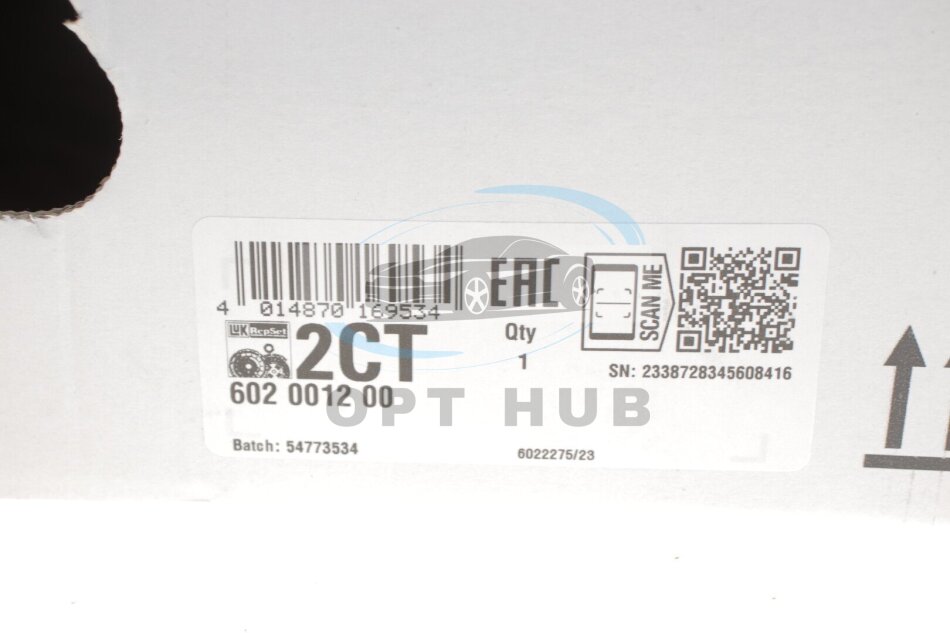 4 014870 169534
EAC
SCAN ME
LuK RepSet
2CT
Qty
1
SN: 2338728345608416
602 0012 00
OPT HUB
Batch: 54773534
6022275/23